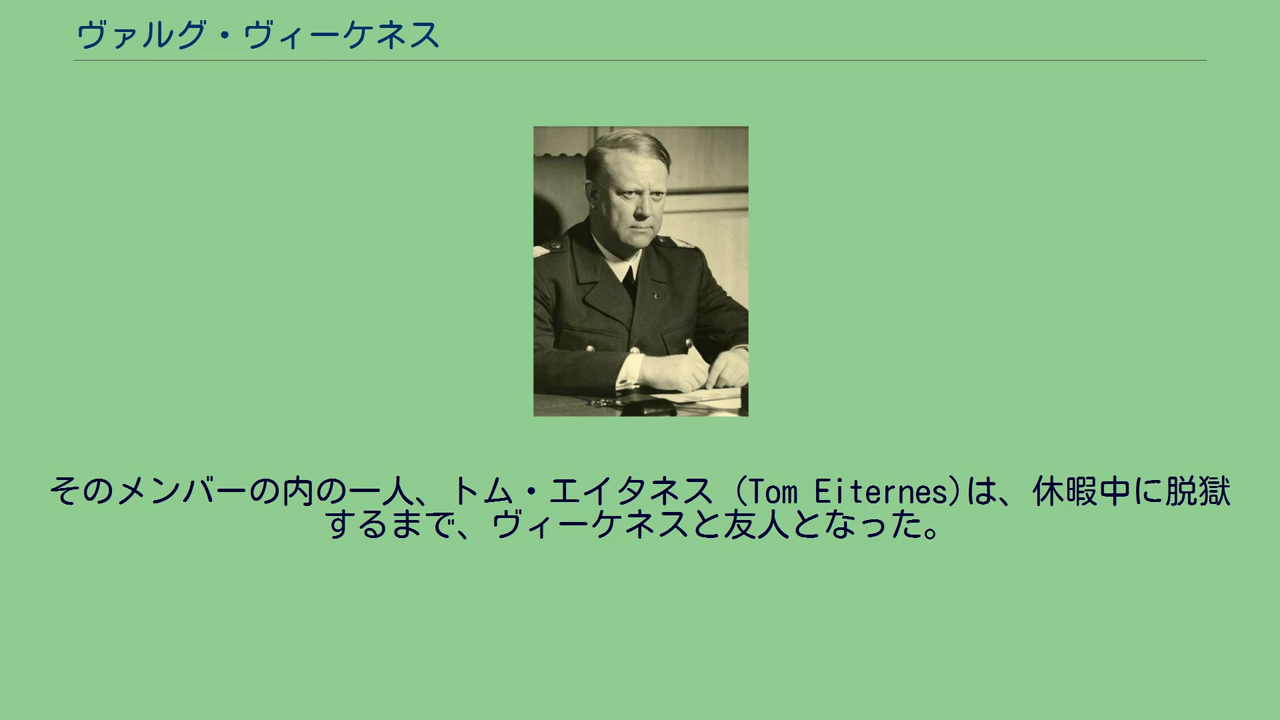 ヴァルグ・ヴィーケネス
そのメンバーの内の一人、トム・エイタネス (Tom Eiternes)は、休暇中に脱獄
するまで、ヴィーケネスと友人となった。